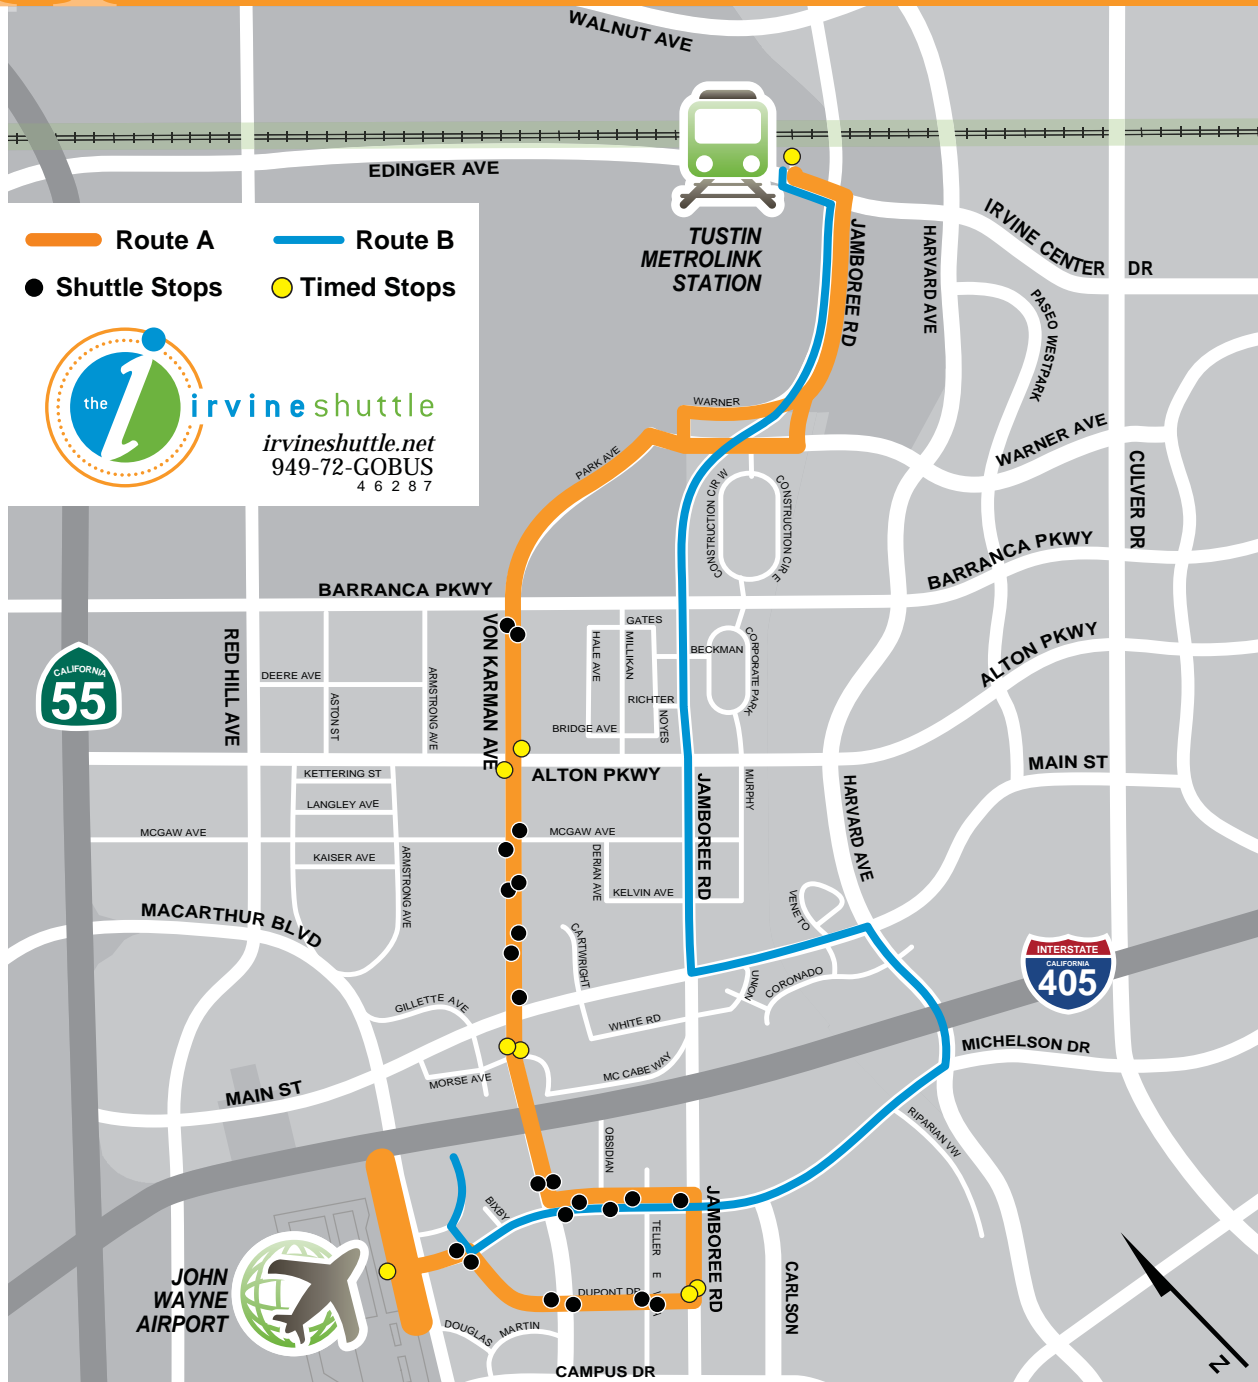 WALNUT AVE
EDINGER AVE
TUSTIN
METROLINK
STATION
IRVINE CENTER DR
JAMBOREE RD
HARVARD AVE
PASEO WESTPARK
Route A
Route B
Shuttle Stops
Timed Stops
the i
irvineshuttle
irvineshuttle.net
949-72-GOBUS
4 6 2 8 7
WARNER
PARK AVE
WARNER AVE
CULVER DR
CONSTRUCTION CIR W
CONSTRUCTION CIR E
BARRANCA PKWY
BARRANCA PKWY
CALIFORNIA
55
RED HILL AVE
VON KARMAN AVE
GATES
HALE AVE
MILLIKAN
BECKMAN
CORPORATE PARK
ALTON PKWY
DEERE AVE
ASTON ST
ARMSTRONG AVE
RICHTER
NOYES
BRIDGE AVE
ALTON PKWY
MAIN ST
KETTERING ST
LANGLEY AVE
JAMBOREE RD
MURPHY
HARVARD AVE
MCGAW AVE
MCGAW AVE
KAISER AVE
ARMSTRONG AVE
DERIAN AVE
KELVIN AVE
VENETO
MACARTHUR BLVD
CARTWRIGHT
UNION
CORONADO
INTERSTATE
CALIFORNIA
405
GILLETTE AVE
WHITE RD
MICHELSON DR
MORSE AVE
MC CABE WAY
MAIN ST
OBSIDIAN
RIPARIAN VW
BIXBY
TELLER E
JAMBOREE RD
CARLSON
JOHN
WAYNE
AIRPORT
DUPONT DR
DOUGLAS
MARTIN
CAMPUS DR
N